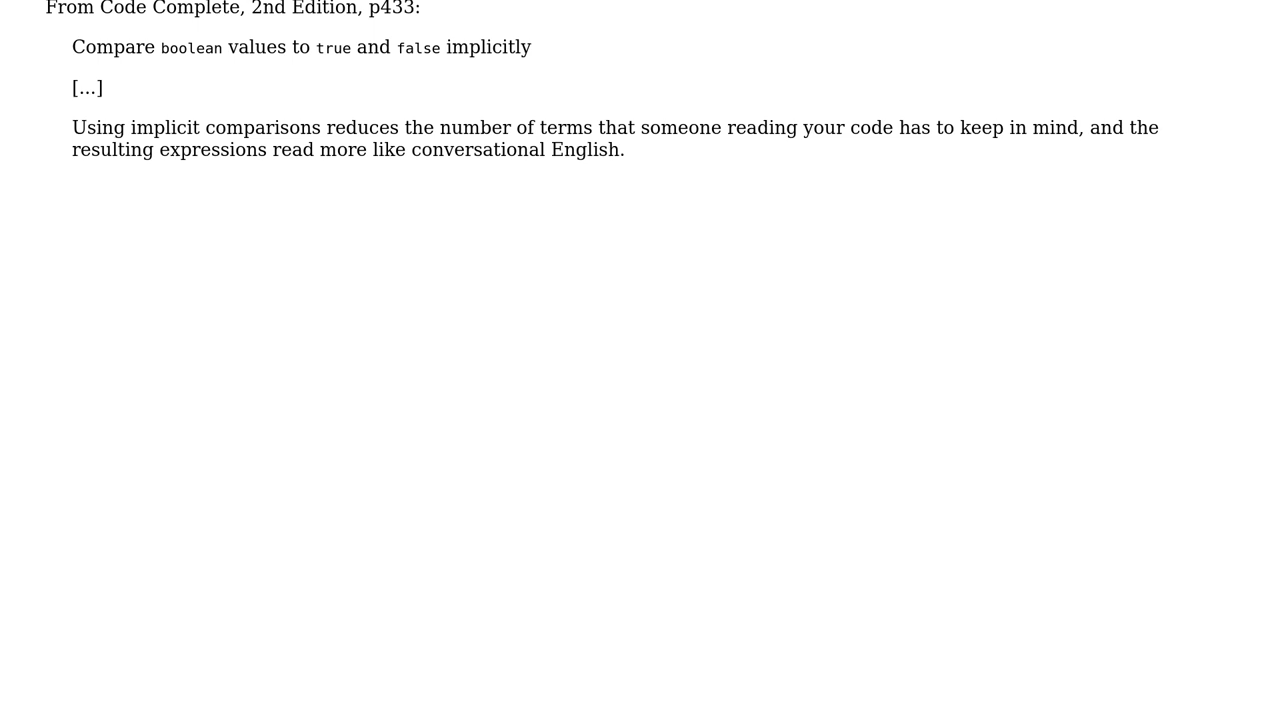 From Code Complete, 2nd Edition, p433:
Compare boolean values to true and false implicitly
[...]
Using implicit comparisons reduces the number of terms that someone reading your code has to keep in mind, and the
resulting expressions read more like conversational English.